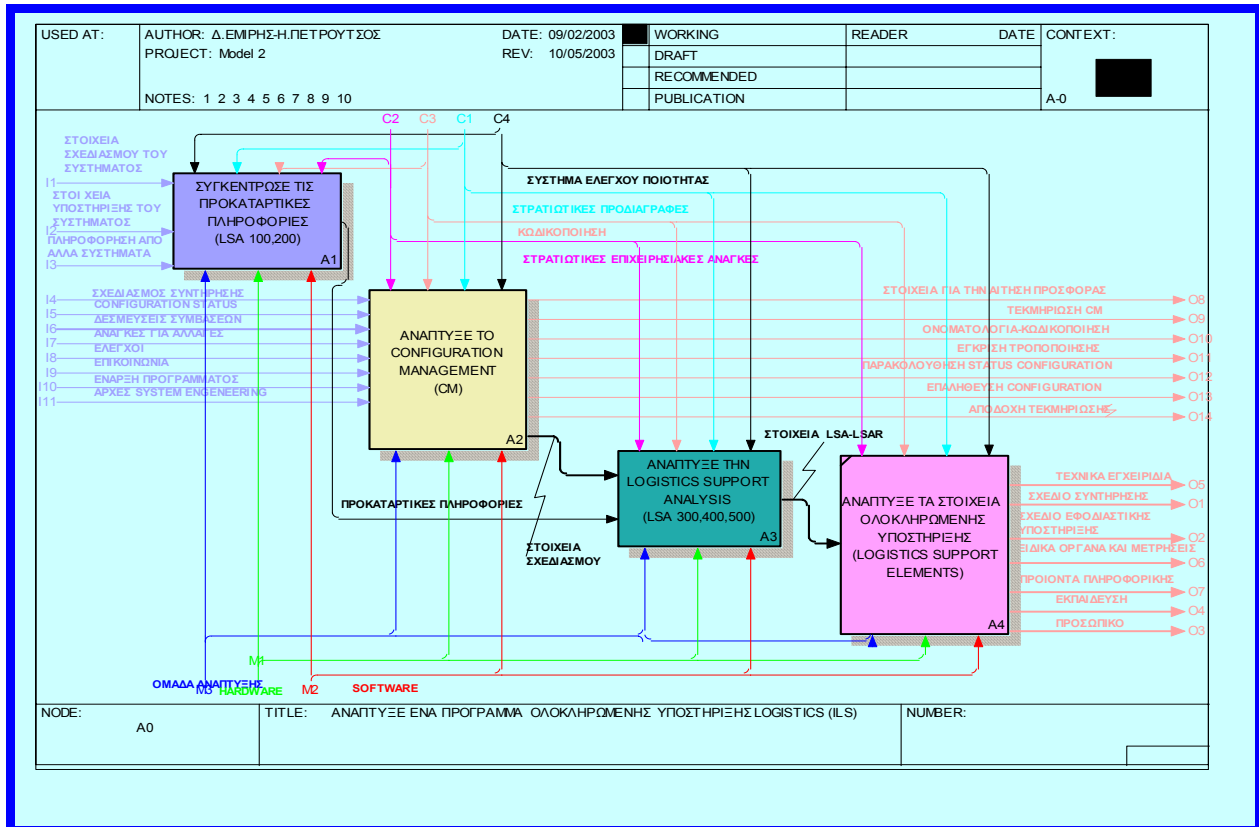 USED AT:
AUTHOR: Δ.ΕΜΙΡΗΣ-Η.ΠΕΤΡΟΥΤΣΟΣ
DATE: 09/02/2003
PROJECT: Model 2
REV: 10/05/2003
NOTES: 1 2 3 4 5 6 7 8 9 10
WORKING
DRAFT
RECOMMENDED
PUBLICATION
READER
DATE
CONTEXT:
A-0
C2
C3
C1
C4
ΣΤΟΙΧΕΙΑ
ΣΧΕΔΙΑΣΜΟΥ ΤΟΥ
ΣΥΣΤΗΜΑΤΟΣ
I1
ΣΤΟΙ ΧΕΙΑ
ΥΠΟΣΤΗΡΙΞΗΣ ΤΟΥ
ΣΥΣΤΗΜΑΤΟΣ
I2
ΠΛΗΡΟΦΟΡΗΣΗ ΑΠΟ
ΑΛΛΑ ΣΥΣΤΗΜΑΤΑ
I3
ΣΥΓΚΕΝΤΡΩΣΕ ΤΙΣ
ΠΡΟΚΑΤΑΡΤΙΚΕΣ
ΠΛΗΡΟΦΟΡΙΕΣ
(LSA 100,200)
A1
ΣΥΣΤΗΜΑ ΕΛΕΓΧΟΥ ΠΟΙΟΤΗΤΑΣ
ΣΤΡΑΤΙΩΤΙΚΕΣ ΠΡΟΔΙΑΓΡΑΦΕΣ
ΚΩΔΙΚΟΠΟΙΗΣΗ
ΣΤΡΑΤΙΩΤΙΚΕΣ ΕΠΙΧΕΙΡΗΣΙΑΚΕΣ ΑΝΑΓΚΕΣ
I4
ΣΧΕΔΙΑΣΜΟΣ ΣΥΝΤΗΡΗΣΗΣ
CONFIGURATION STATUS
I5
ΔΕΣΜΕΥΣΕΙΣ ΣΥΜΒΑΣΕΩΝ
I6
ΑΝΑΓΚΕΣ ΓΙΑ ΑΛΛΑΓΕΣ
I7
ΕΛΕΓΧΟΙ
I8
ΕΠΙΚΟΙΝΩΝΙΑ
I9
ΕΝΑΡΞΗ ΠΡΟΓΡΑΜΜΑΤΟΣ
I10
ΑΡΧΕΣ SYSTEM ENGENEERING
I11
ΑΝΑΠΤΥΞΕ ΤΟ
CONFIGURATION
MANAGEMENT
(CM)
A2
ΣΤΟΙΧΕΙΑ ΓΙΑ ΤΗΝ ΑΙΤΗΣΗ ΠΡΟΣΦΟΡΑΣ
O8
ΤΕΚΜΗΡΙΩΣΗ CM
O9
ΟΝΟΜΑΤΟΛΟΓΙΑ-ΚΩΔΙΚΟΠΟΙΗΣΗ
O10
ΕΓΚΡΙΣΗ ΤΡΟΠΟΠΟΙΗΣΗΣ
O11
ΠΑΡΑΚΟΛΟΥΘΗΣΗ STATUS CONFIGURATION
O12
ΕΠΑΛΗΘΕΥΣΗ CONFIGURATION
O13
ΑΠΟΔΟΧΗ ΤΕΚΜΗΡΙΩΣΗΣ
O14
ΣΤΟΙΧΕΙΑ LSA-LSAR
ΑΝΑΠΤΥΞΕ ΤΗΝ
LOGISTICS SUPPORT
ANALYSIS
(LSA 300,400,500)
A3
ΠΡΟΚΑΤΑΡΤΙΚΕΣ ΠΛΗΡΟΦΟΡΙΕΣ
ΣΤΟΙΧΕΙΑ
ΣΧΕΔΙΑΣΜΟΥ
ΑΝΑΠΤΥΞΕ ΤΑ ΣΤΟΙΧΕΙΑ
ΟΛΟΚΛΗΡΩΜΕΝΗΣ
ΥΠΟΣΤΗΡΙΞΗΣ
(LOGISTICS SUPPORT
ELEMENTS)
A4
ΤΕΧΝΙΚΑ ΕΓΧΕΙΡΙΔΙΑ
O5
ΣΧΕΔΙΟ ΣΥΝΤΗΡΗΣΗΣ
O1
ΣΧΕΔΙΟ ΕΦΟΔΙΑΣΤΙΚΗΣ
ΥΠΟΣΤΗΡΙΞΗΣ
O2
ΕΙΔΙΚΑ ΟΡΓΑΝΑ ΚΑΙ ΜΕΤΡΗΣΕΙΣ
O6
ΠΡΟΙΟΝΤΑ ΠΛΗΡΟΦΟΡΙΚΗΣ
O7
ΕΚΠΑΙΔΕΥΣΗ
O4
ΠΡΟΣΩΠΙΚΟ
O3
M1
ΟΜΑΔΑ ΑΝΑΠΤΥΞΗΣ
M3
HARDWARE
M2
SOFTWARE
NODE:
A0
TITLE: ΑΝΑΠΤΥΞΕ ΕΝΑ ΠΡΟΓΡΑΜΜΑ ΟΛΟΚΛΗΡΩΜΕΝΗΣ ΥΠΟΣΤΗΡΙΞΗΣ LOGISTICS (ILS)
NUMBER: